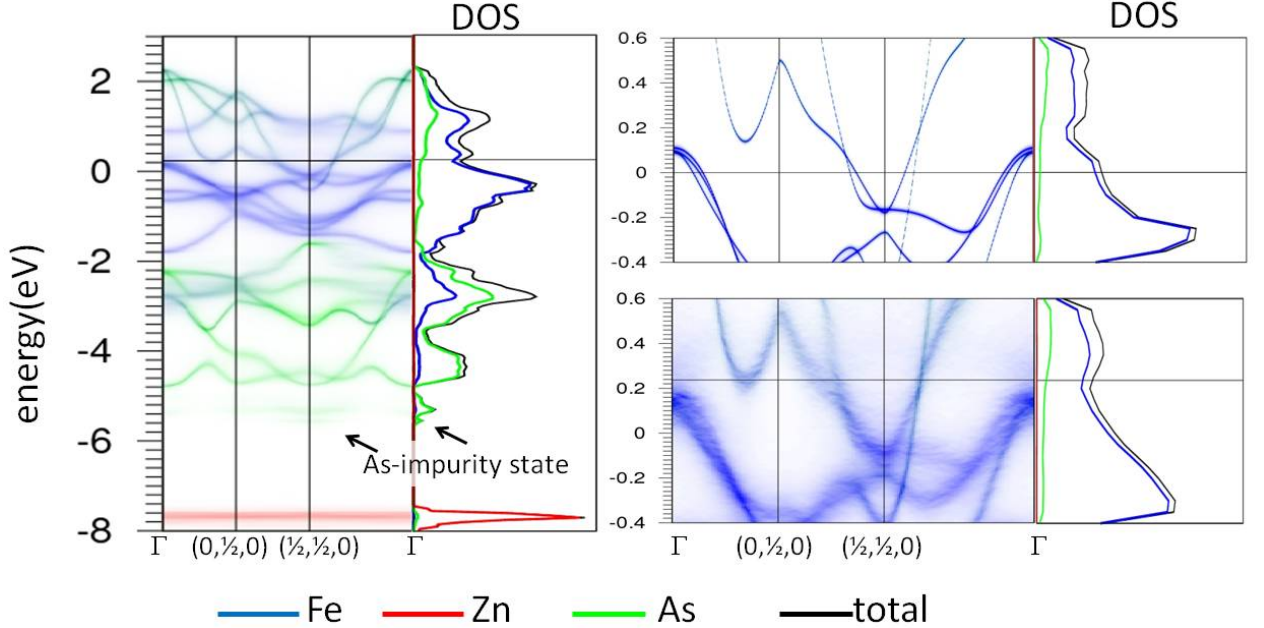 DOS
DOS
energy(eV)
2
0
-2
-4
-6
-8
As-impurity state
Γ (0,½,0) (½,½,0) Γ
0.6
0.4
0.2
0
-0.2
-0.4
0.6
0.4
0.2
0
-0.2
-0.4
Γ (0,½,0) (½,½,0) Γ
Fe Zn As total